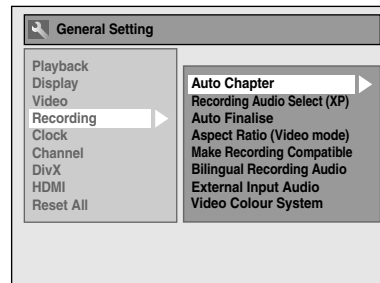 General Setting
Playback
Display
Video
Recording
Clock
Channel
DivX
HDMI
Reset All
Auto Chapter
Recording Audio Select (XP)
Auto Finalise
Aspect Ratio (Video mode)
Make Recording Compatible
Bilingual Recording Audio
External Input Audio
Video Colour System